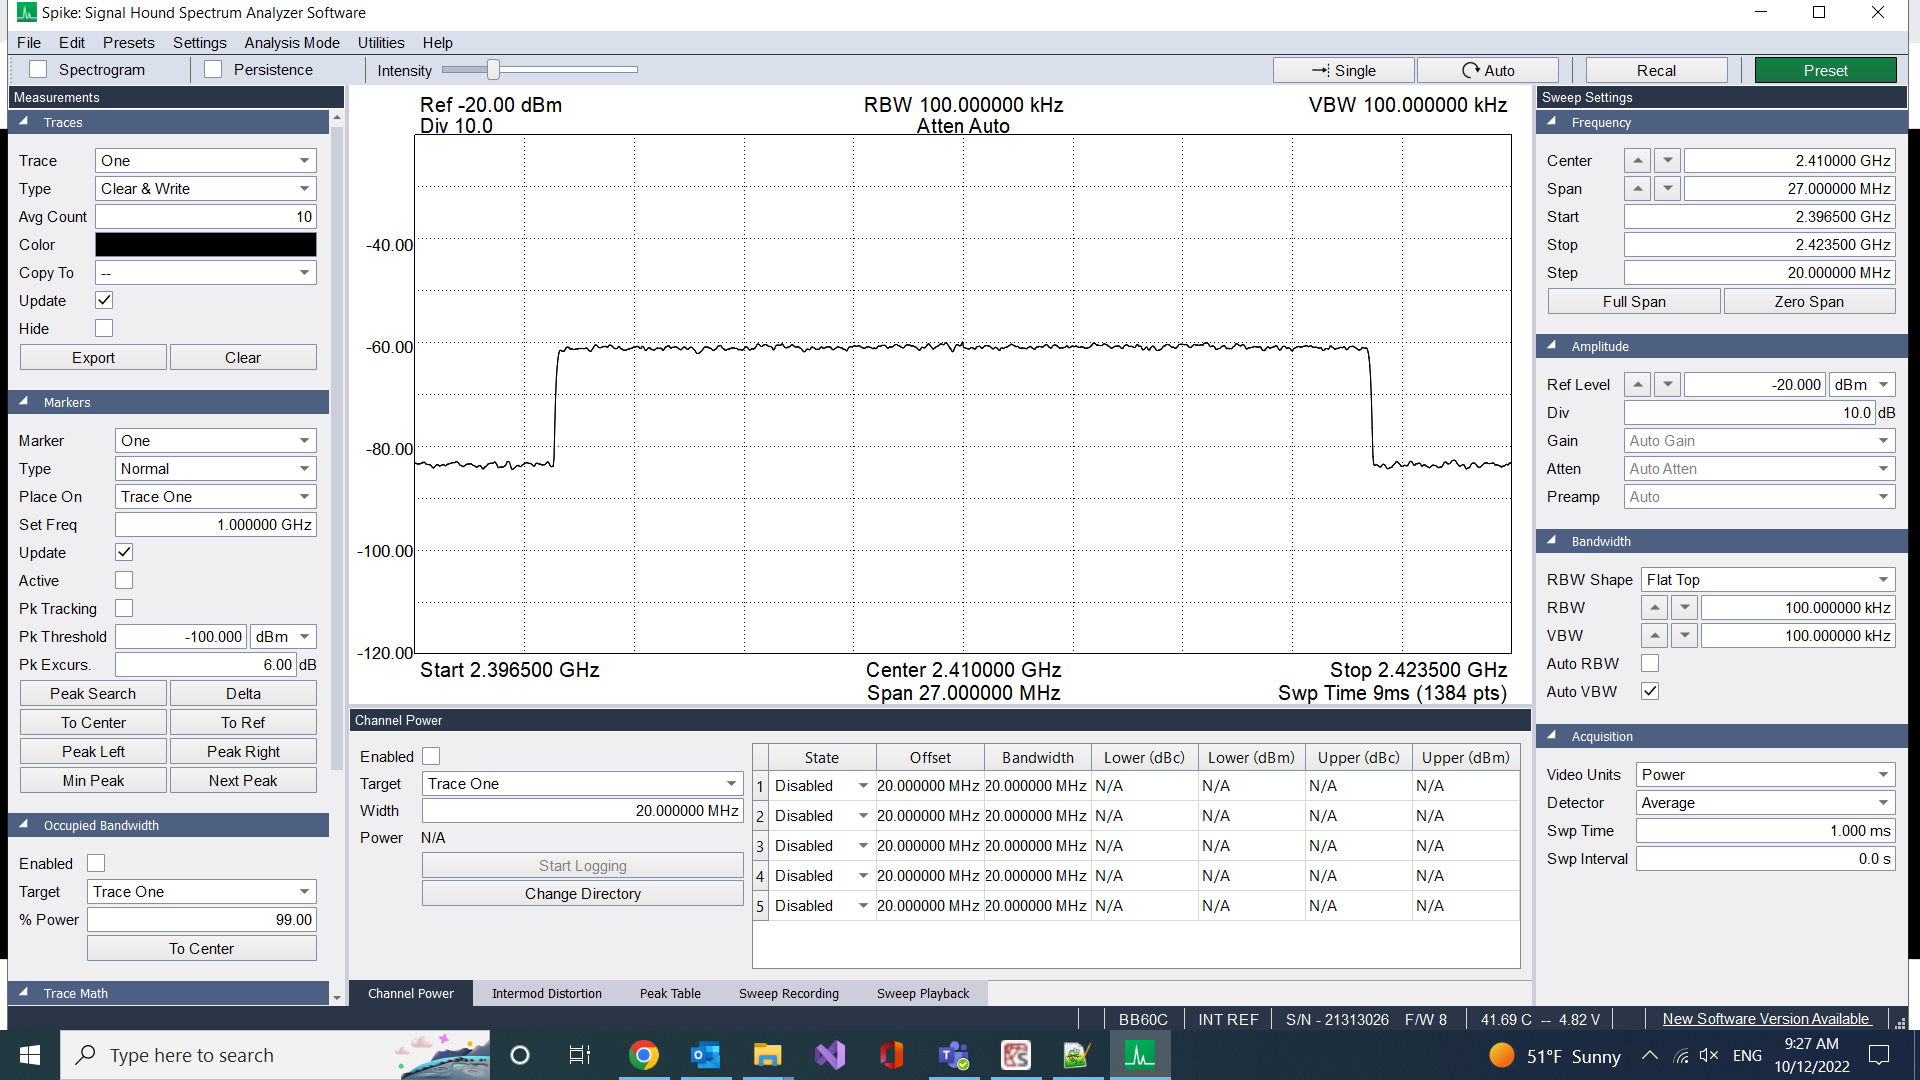 Spike: Signal Hound Spectrum Analyzer Software
File Edit Presets Settings Analysis Mode Utilities Help
Spectrogram Persistence Intensity Single Auto Recal Preset
Measurements
Traces
Trace One
Type Clear & Write
Avg Count 10
Color
Copy To --
Update
Hide
Export Clear
Markers
Marker One
Type Normal
Place On Trace One
Set Freq 1.000000 GHz
Update
Active
Pk Tracking
Pk Threshold -100.000 dBm
Pk Excurs. 6.00 dB
Peak Search Delta
To Center To Ref
Peak Left Peak Right
Min Peak Next Peak
Occupied Bandwidth
Enabled
Target Trace One
% Power 99.00
To Center
Trace Math
Ref -20.00 dBm RBW 100.000000 kHz VBW 100.000000 kHz
Div 10.0 Atten Auto
-40.00
-60.00
-80.00
-100.00
-120.00
Start 2.396500 GHz Center 2.410000 GHz Stop 2.423500 GHz
Span 27.000000 MHz Swp Time 9ms (1384 pts)
Channel Power
Enabled
Target Trace One
Width 20.000000 MHz
Power N/A
Start Logging
Change Directory
State Offset Bandwidth Lower (dBc) Lower (dBm) Upper (dBc) Upper (dBm)
1 Disabled 20.000000 MHz 20.000000 MHz N/A N/A N/A N/A
2 Disabled 20.000000 MHz 20.000000 MHz N/A N/A N/A N/A
3 Disabled 20.000000 MHz 20.000000 MHz N/A N/A N/A N/A
4 Disabled 20.000000 MHz 20.000000 MHz N/A N/A N/A N/A
5 Disabled 20.000000 MHz 20.000000 MHz N/A N/A N/A N/A
Channel Power Intermod Distortion Peak Table Sweep Recording Sweep Playback
Sweep Settings
Frequency
Center 2.410000 GHz
Span 27.000000 MHz
Start 2.396500 GHz
Stop 2.423500 GHz
Step 20.000000 MHz
Full Span Zero Span
Amplitude
Ref Level -20.000 dBm
Div 10.0 dB
Gain Auto Gain
Atten Auto Atten
Preamp Auto
Bandwidth
RBW Shape Flat Top
RBW 100.000000 kHz
VBW 100.000000 kHz
Auto RBW
Auto VBW
Acquisition
Video Units Power
Detector Average
Swp Time 1.000 ms
Swp Interval 0.0 s
BB60C INT REF S/N - 21313026 F/W 8 41.69 C -- 4.82 V New Software Version Available
Type here to search
51°F Sunny ENG 9:27 AM
10/12/2022